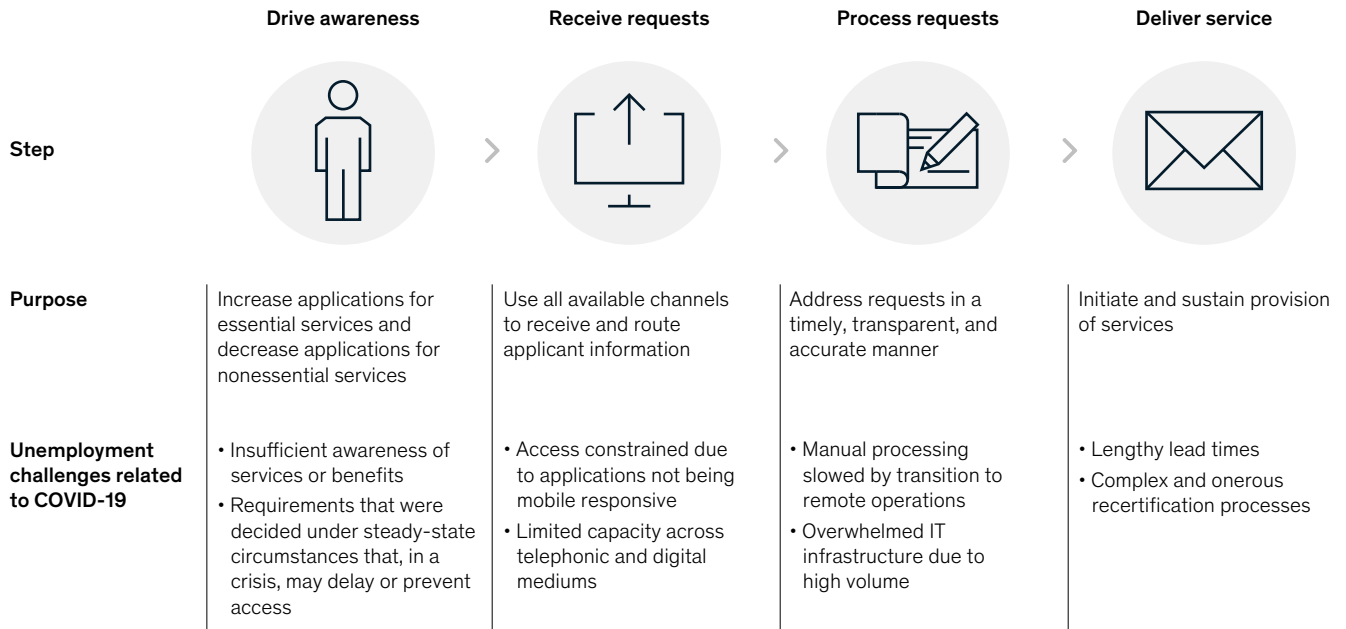 Drive awareness
Receive requests
Process requests
Deliver service
Step
Purpose
Increase applications for
essential services and
decrease applications for
nonessential services
Use all available channels
to receive and route
applicant information
Address requests in a
timely, transparent, and
accurate manner
Initiate and sustain provision
of services
Unemployment
challenges related
to COVID-19
• Insufficient awareness of
services or benefits
• Requirements that were
decided under steady-state
circumstances that, in a
crisis, may delay or prevent
access
• Access constrained due
to applications not being
mobile responsive
• Limited capacity across
telephonic and digital
mediums
• Manual processing
slowed by transition to
remote operations
• Overwhelmed IT
infrastructure due to
high volume
• Lengthy lead times
• Complex and onerous
recertification processes